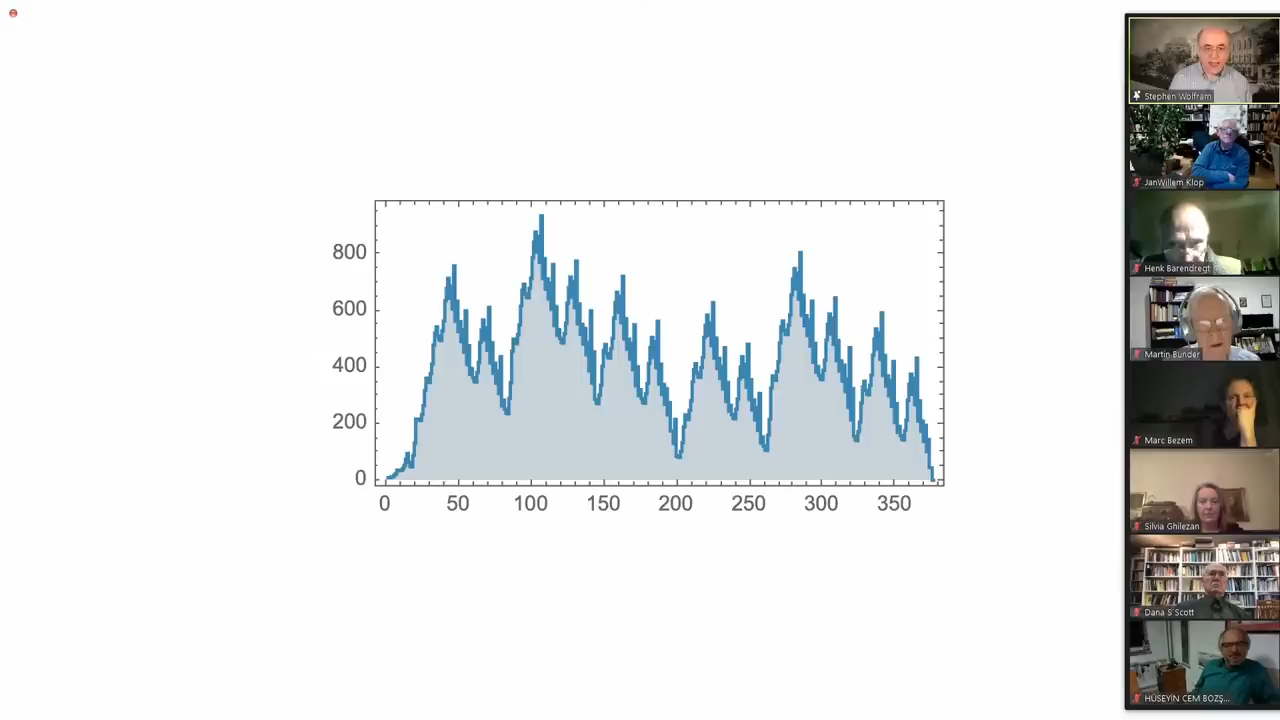 800
600
400
200
0
0 50 100 150 200 250 300 350
Stephen Wolfram
JanWillem Klop
Henk Barendregt
Martin Bunder
Marc Bezem
Silvia Ghilezan
Dana S Scott
HÜSEYİN CEM BOZŞ...